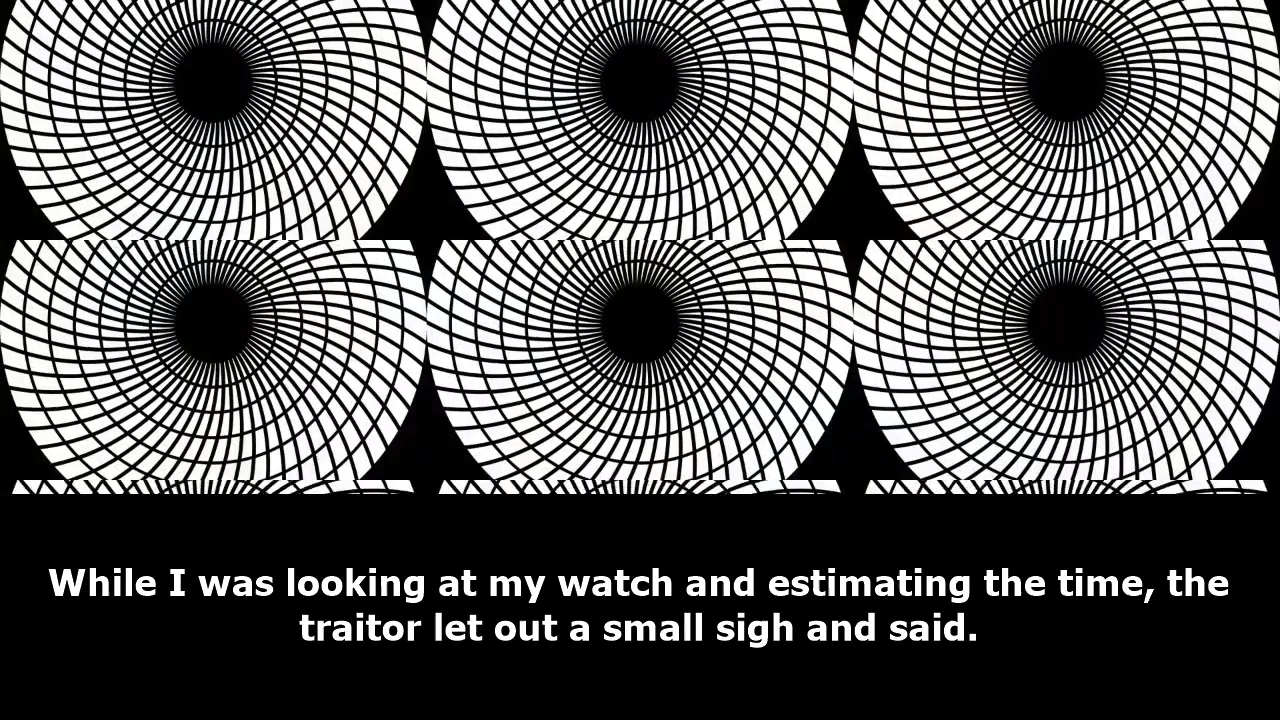 While I was looking at my watch and estimating the time, the
traitor let out a small sigh and said.